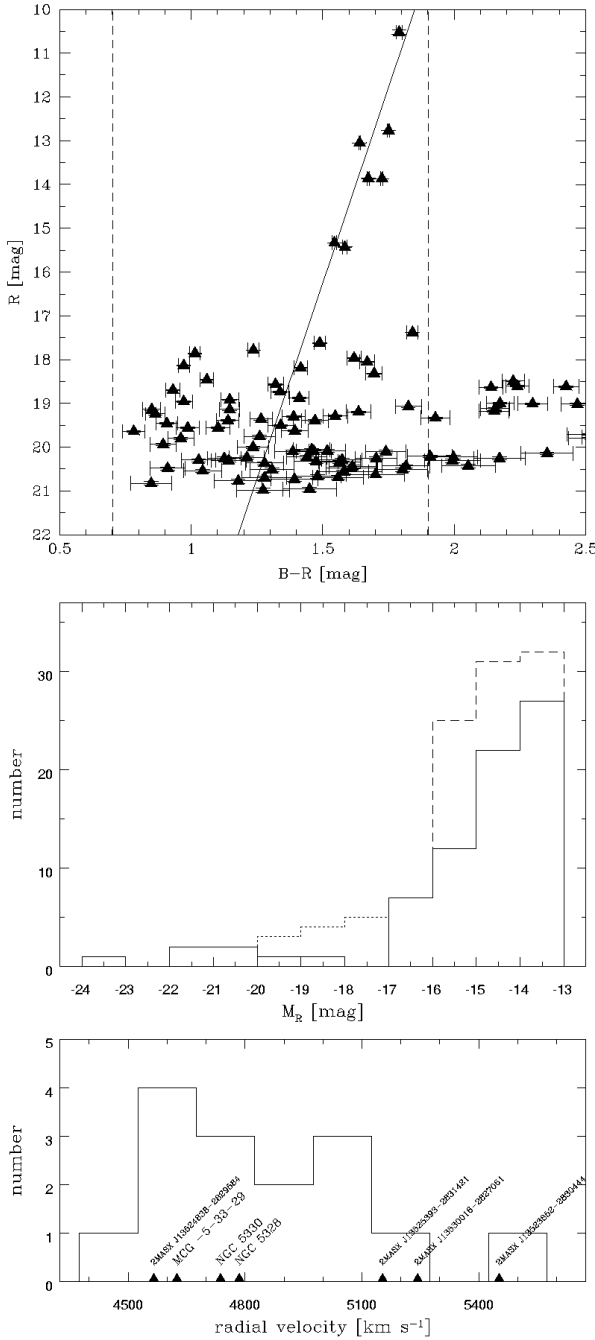 10
11
12
13
14
15
16
17
18
19
20
21
22
R [mag]
0.5 1 1.5 2 2.5
B−R [mag]
30
20
10
0
number
-24 -23 -22 -21 -20 -19 -18 -17 -16 -15 -14 -13
M_R [mag]
5
4
3
2
1
0
number
2MASX J13524838-2829584
MCG -5-33-29
NGC 5330
NGC 5328
2MASX J13525393-2831421
2MASX J13530016-2827061
2MASX J13523852-2830444
4500 4800 5100 5400
radial velocity [km s⁻¹]